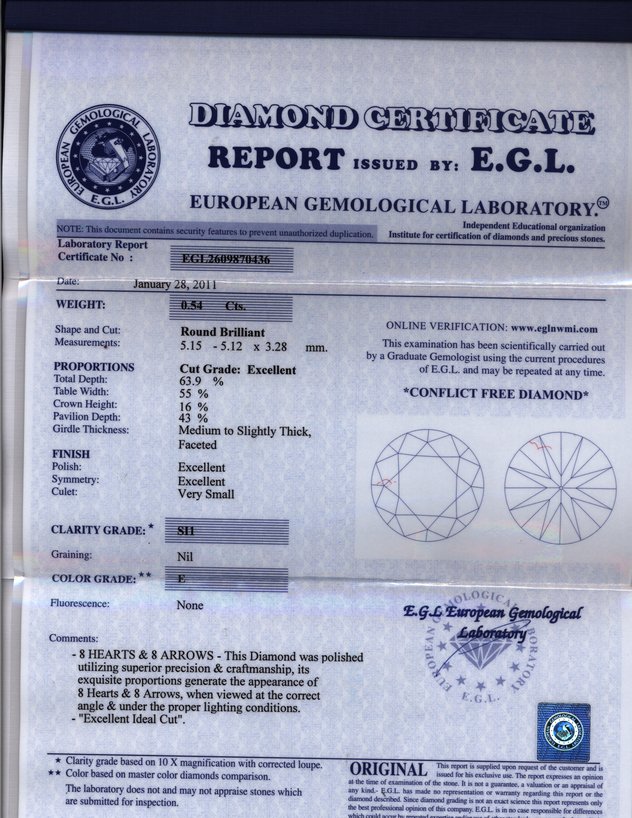 EUROPEAN GEMOLOGICAL LABORATORY
E.G.L.
DIAMOND CERTIFICATE
REPORT ISSUED BY: E.G.L.
EUROPEAN GEMOLOGICAL LABORATORY.™
Independent Educational organization
NOTE: This document contains security features to prevent unauthorized duplication.
Institute for certification of diamonds and precious stones.
Laboratory Report
Certificate No : EGL2609870436
Date: January 28, 2011
WEIGHT: 0.54 Cts.
Shape and Cut: Round Brilliant
Measurements: 5.15 - 5.12 x 3.28 mm.
ONLINE VERIFICATION: www.eglnwmi.com
This examination has been scientifically carried out
by a Graduate Gemologist using the current procedures
of E.G.L. and may be repeated at any time.
*CONFLICT FREE DIAMOND*
PROPORTIONS Cut Grade: Excellent
Total Depth: 63.9 %
Table Width: 55 %
Crown Height: 16 %
Pavilion Depth: 43 %
Girdle Thickness: Medium to Slightly Thick,
Faceted
FINISH
Polish: Excellent
Symmetry: Excellent
Culet: Very Small
CLARITY GRADE: * SI1
Graining: Nil
COLOR GRADE: ** E
Fluorescence: None
E.G.L European Gemological
Laboratory
EUROPEAN GEMOLOGICAL LABORATORY
E.G.L.
Comments:
- 8 HEARTS & 8 ARROWS - This Diamond was polished
utilizing superior precision & craftmanship, its
exquisite proportions generate the appearance of
8 Hearts & 8 Arrows, when viewed at the correct
angle & under the proper lighting conditions.
- "Excellent Ideal Cut".
* Clarity grade based on 10 X magnification with corrected loupe.
** Color based on master color diamonds comparison.
The laboratory does not and may not appraise stones which
are submitted for inspection.
ORIGINAL This report is supplied upon request of the customer and is
issued for his exclusive use. The report expresses an opinion
at the time of examination of the stone. It is not a guarantee, a valuation or an appraisal of
any kind.- E.G.L. has made no representation or warranty regarding this report or the
diamond described. Since diamond grading is not an exact science this report represents only
the best professional opinion of this company. E.G.L. is in no case responsible for differences